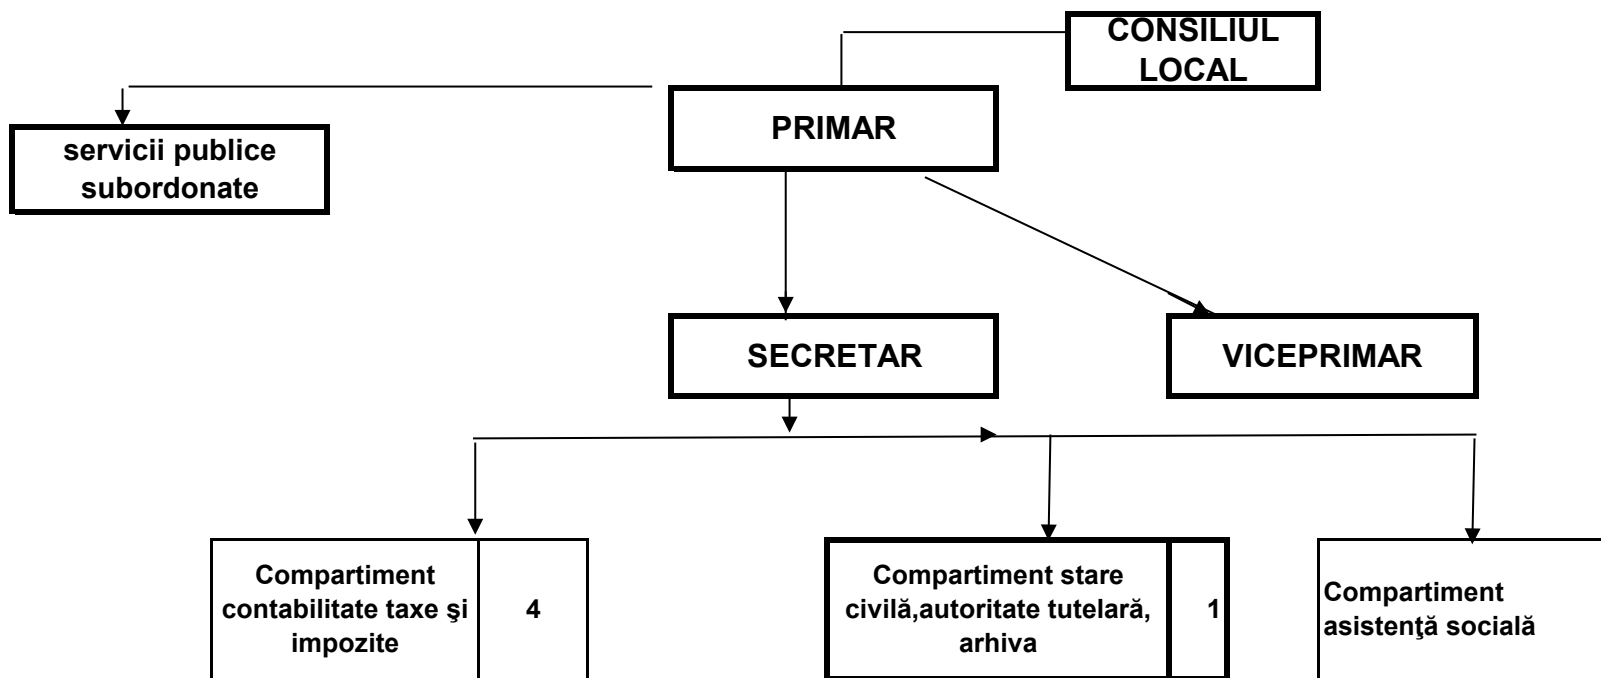 CONSILIUL
LOCAL
PRIMAR
servicii publice
subordonate
SECRETAR
VICEPRIMAR
Compartiment
contabilitate taxe şi
impozite
4
Compartiment stare
civilă,autoritate tutelară,
arhiva
1
Compartiment
asistenţă socială